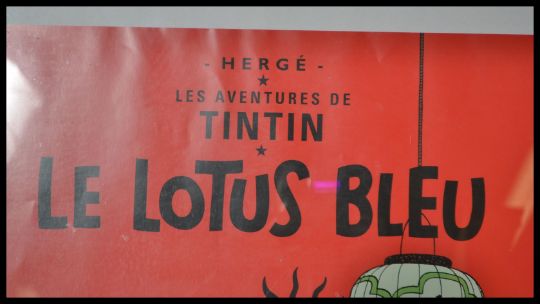 - HERGÉ -
LES AVENTURES DE
TINTIN
LE LOTUS BLEU